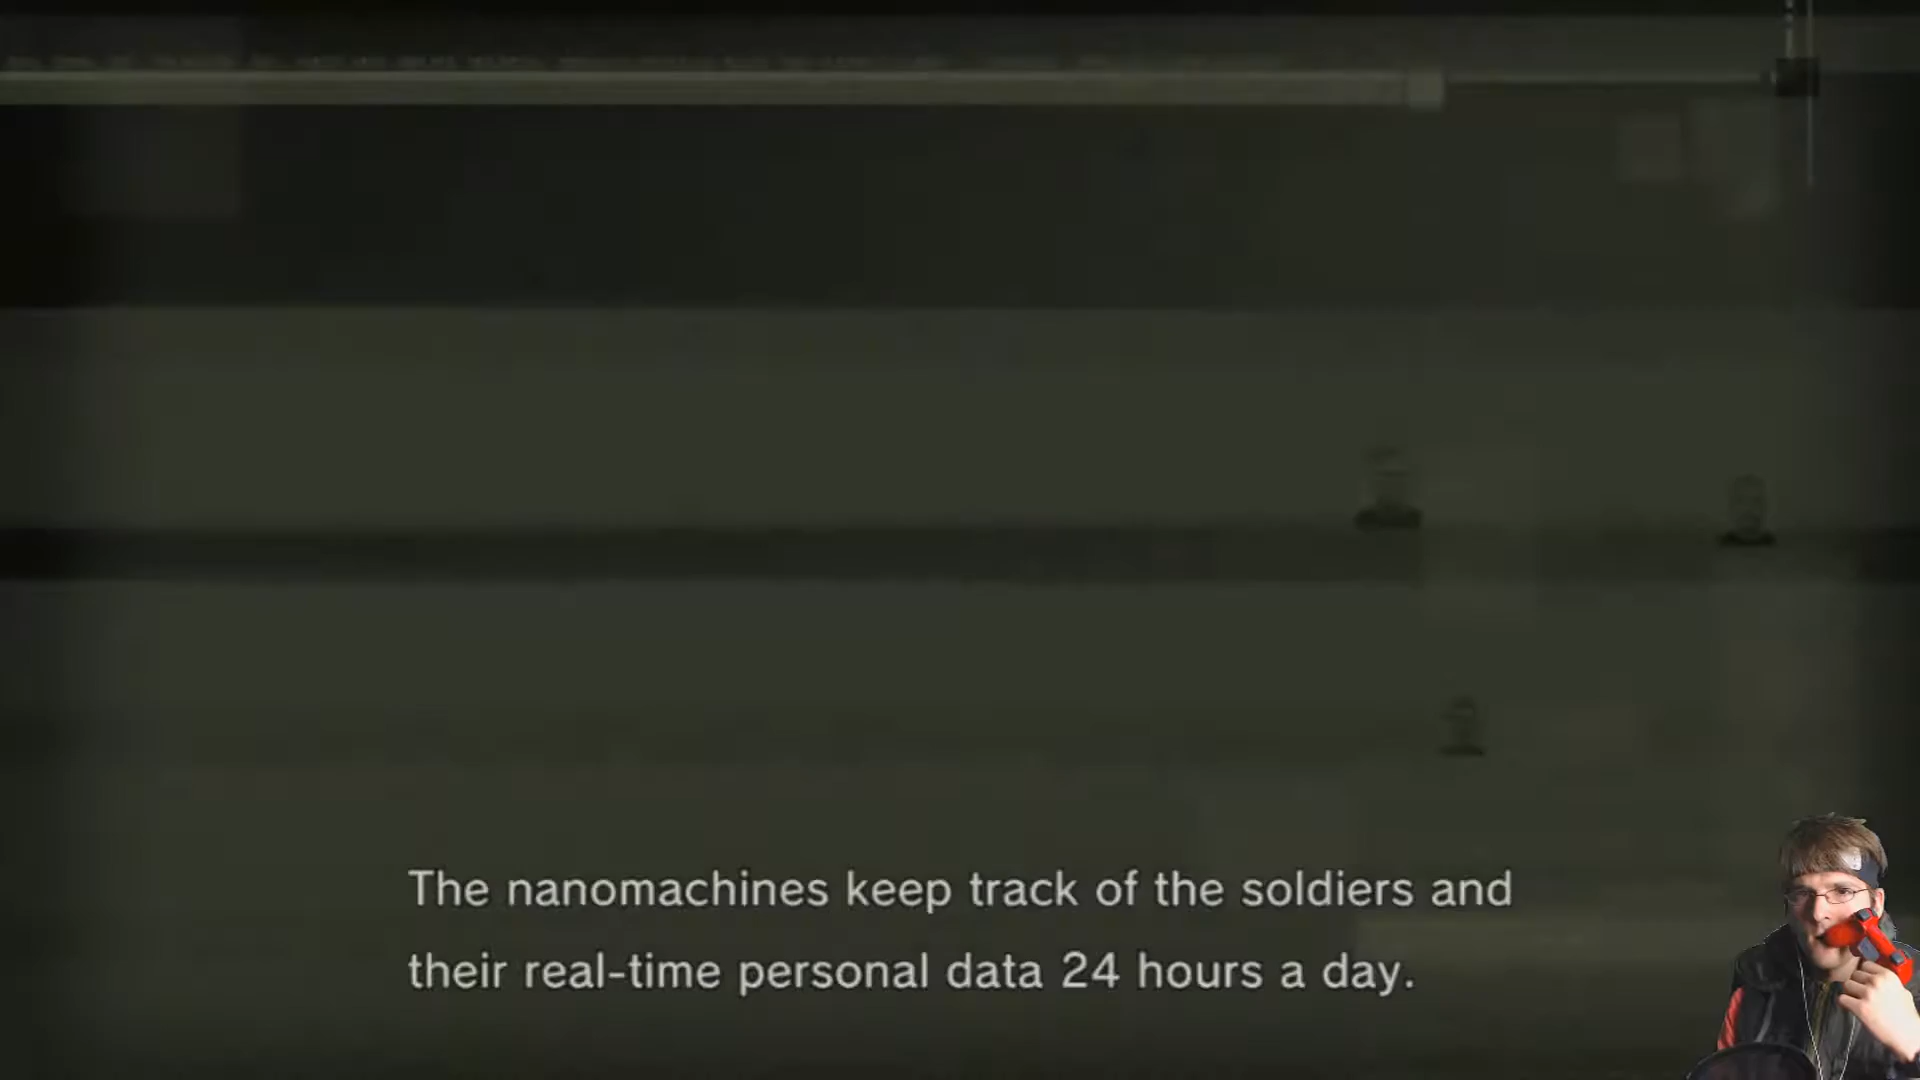 The nanomachines keep track of the soldiers and
their real-time personal data 24 hours a day.